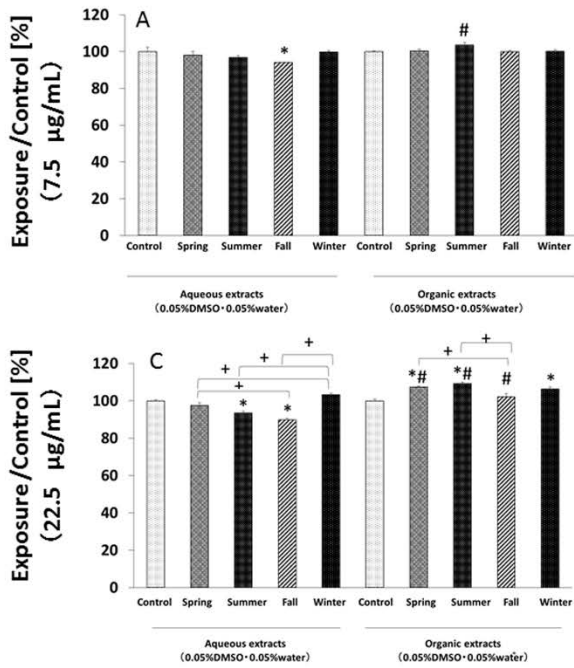 A
Exposure/Control [%]
(7.5 μg/mL)
120
100
80
60
40
20
0
* #
Control Spring Summer Fall Winter Control Spring Summer Fall Winter
Aqueous extracts Organic extracts
(0.05%DMSO・0.05%water) (0.05%DMSO・0.05%water)
C
Exposure/Control [%]
(22.5 μg/mL)
120
100
80
60
40
20
0
+ + + + + +
* * *# *# # *
Control Spring Summer Fall Winter Control Spring Summer Fall Winter
Aqueous extracts Organic extracts
(0.05%DMSO・0.05%water) (0.05%DMSO・0.05%water)